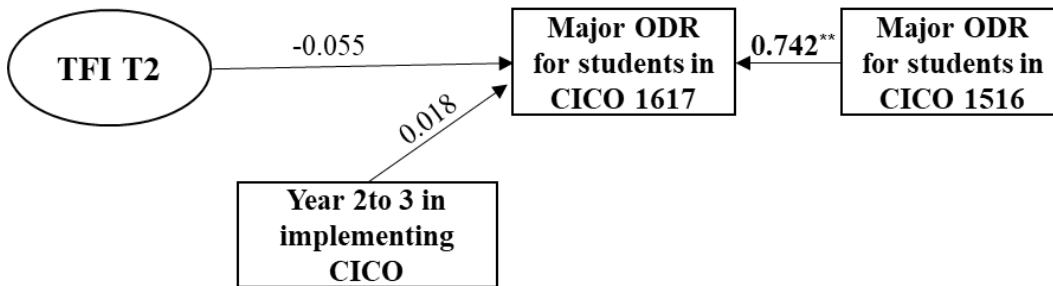 TFI T2
-0.055
Major ODR
for students in
CICO 1617
0.742**
Major ODR
for students in
CICO 1516
0.018
Year 2to 3 in
implementing
CICO